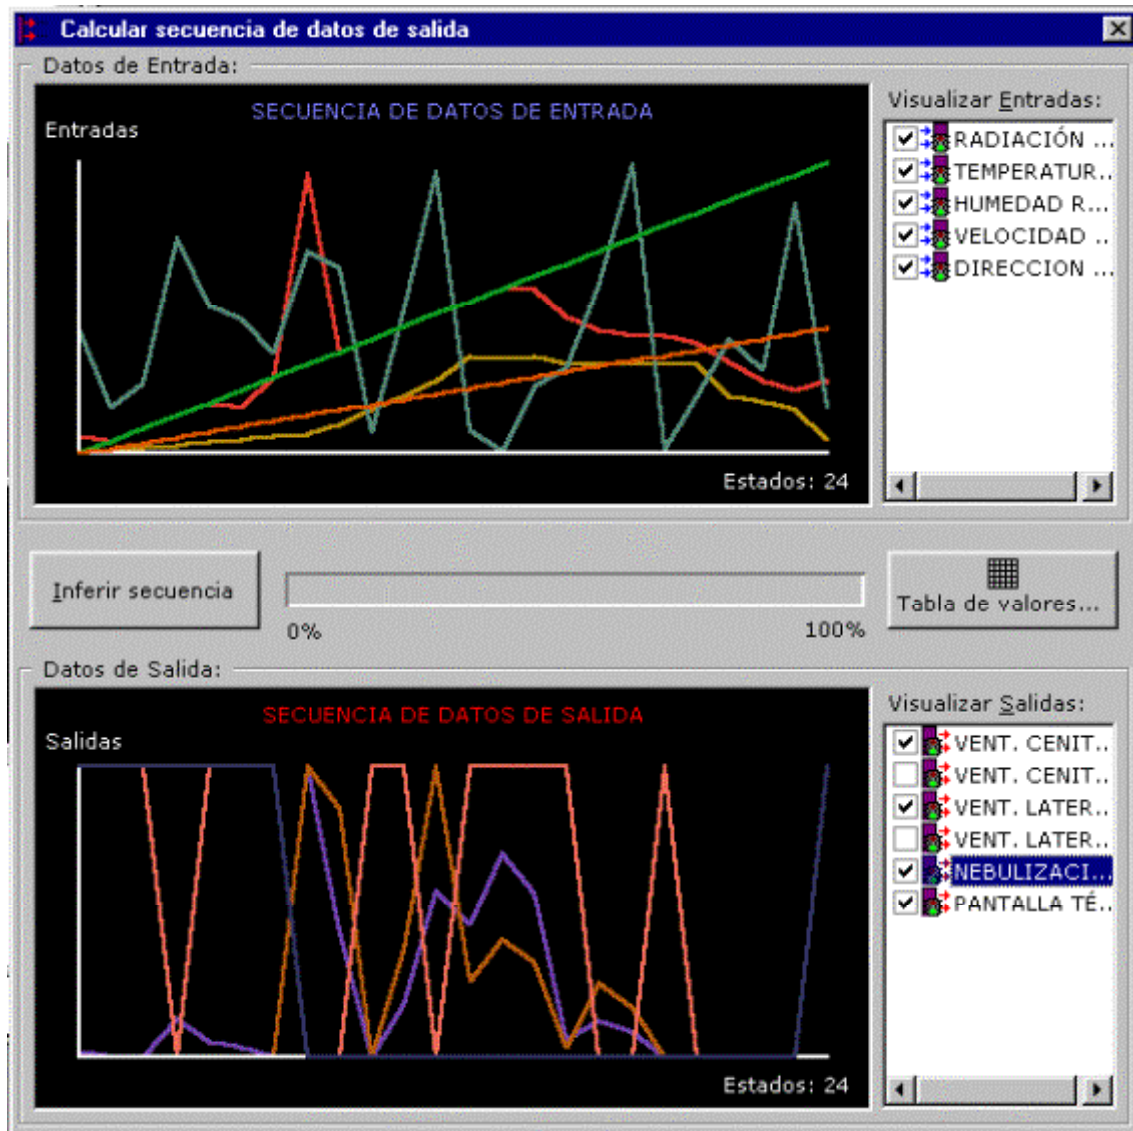 Calcular secuencia de datos de salida
Datos de Entrada:
SECUENCIA DE DATOS DE ENTRADA
Entradas
Estados: 24
Visualizar Entradas:
RADIACIÓN ...
TEMPERATUR..
HUMEDAD R...
VELOCIDAD ..
DIRECCION ...
Inferir secuencia
0%
100%
Tabla de valores...
Datos de Salida:
SECUENCIA DE DATOS DE SALIDA
Salidas
Estados: 24
Visualizar Salidas:
VENT. CENIT..
VENT. CENIT..
VENT. LATER..
VENT. LATER..
NEBULIZACI...
PANTALLA TÉ..